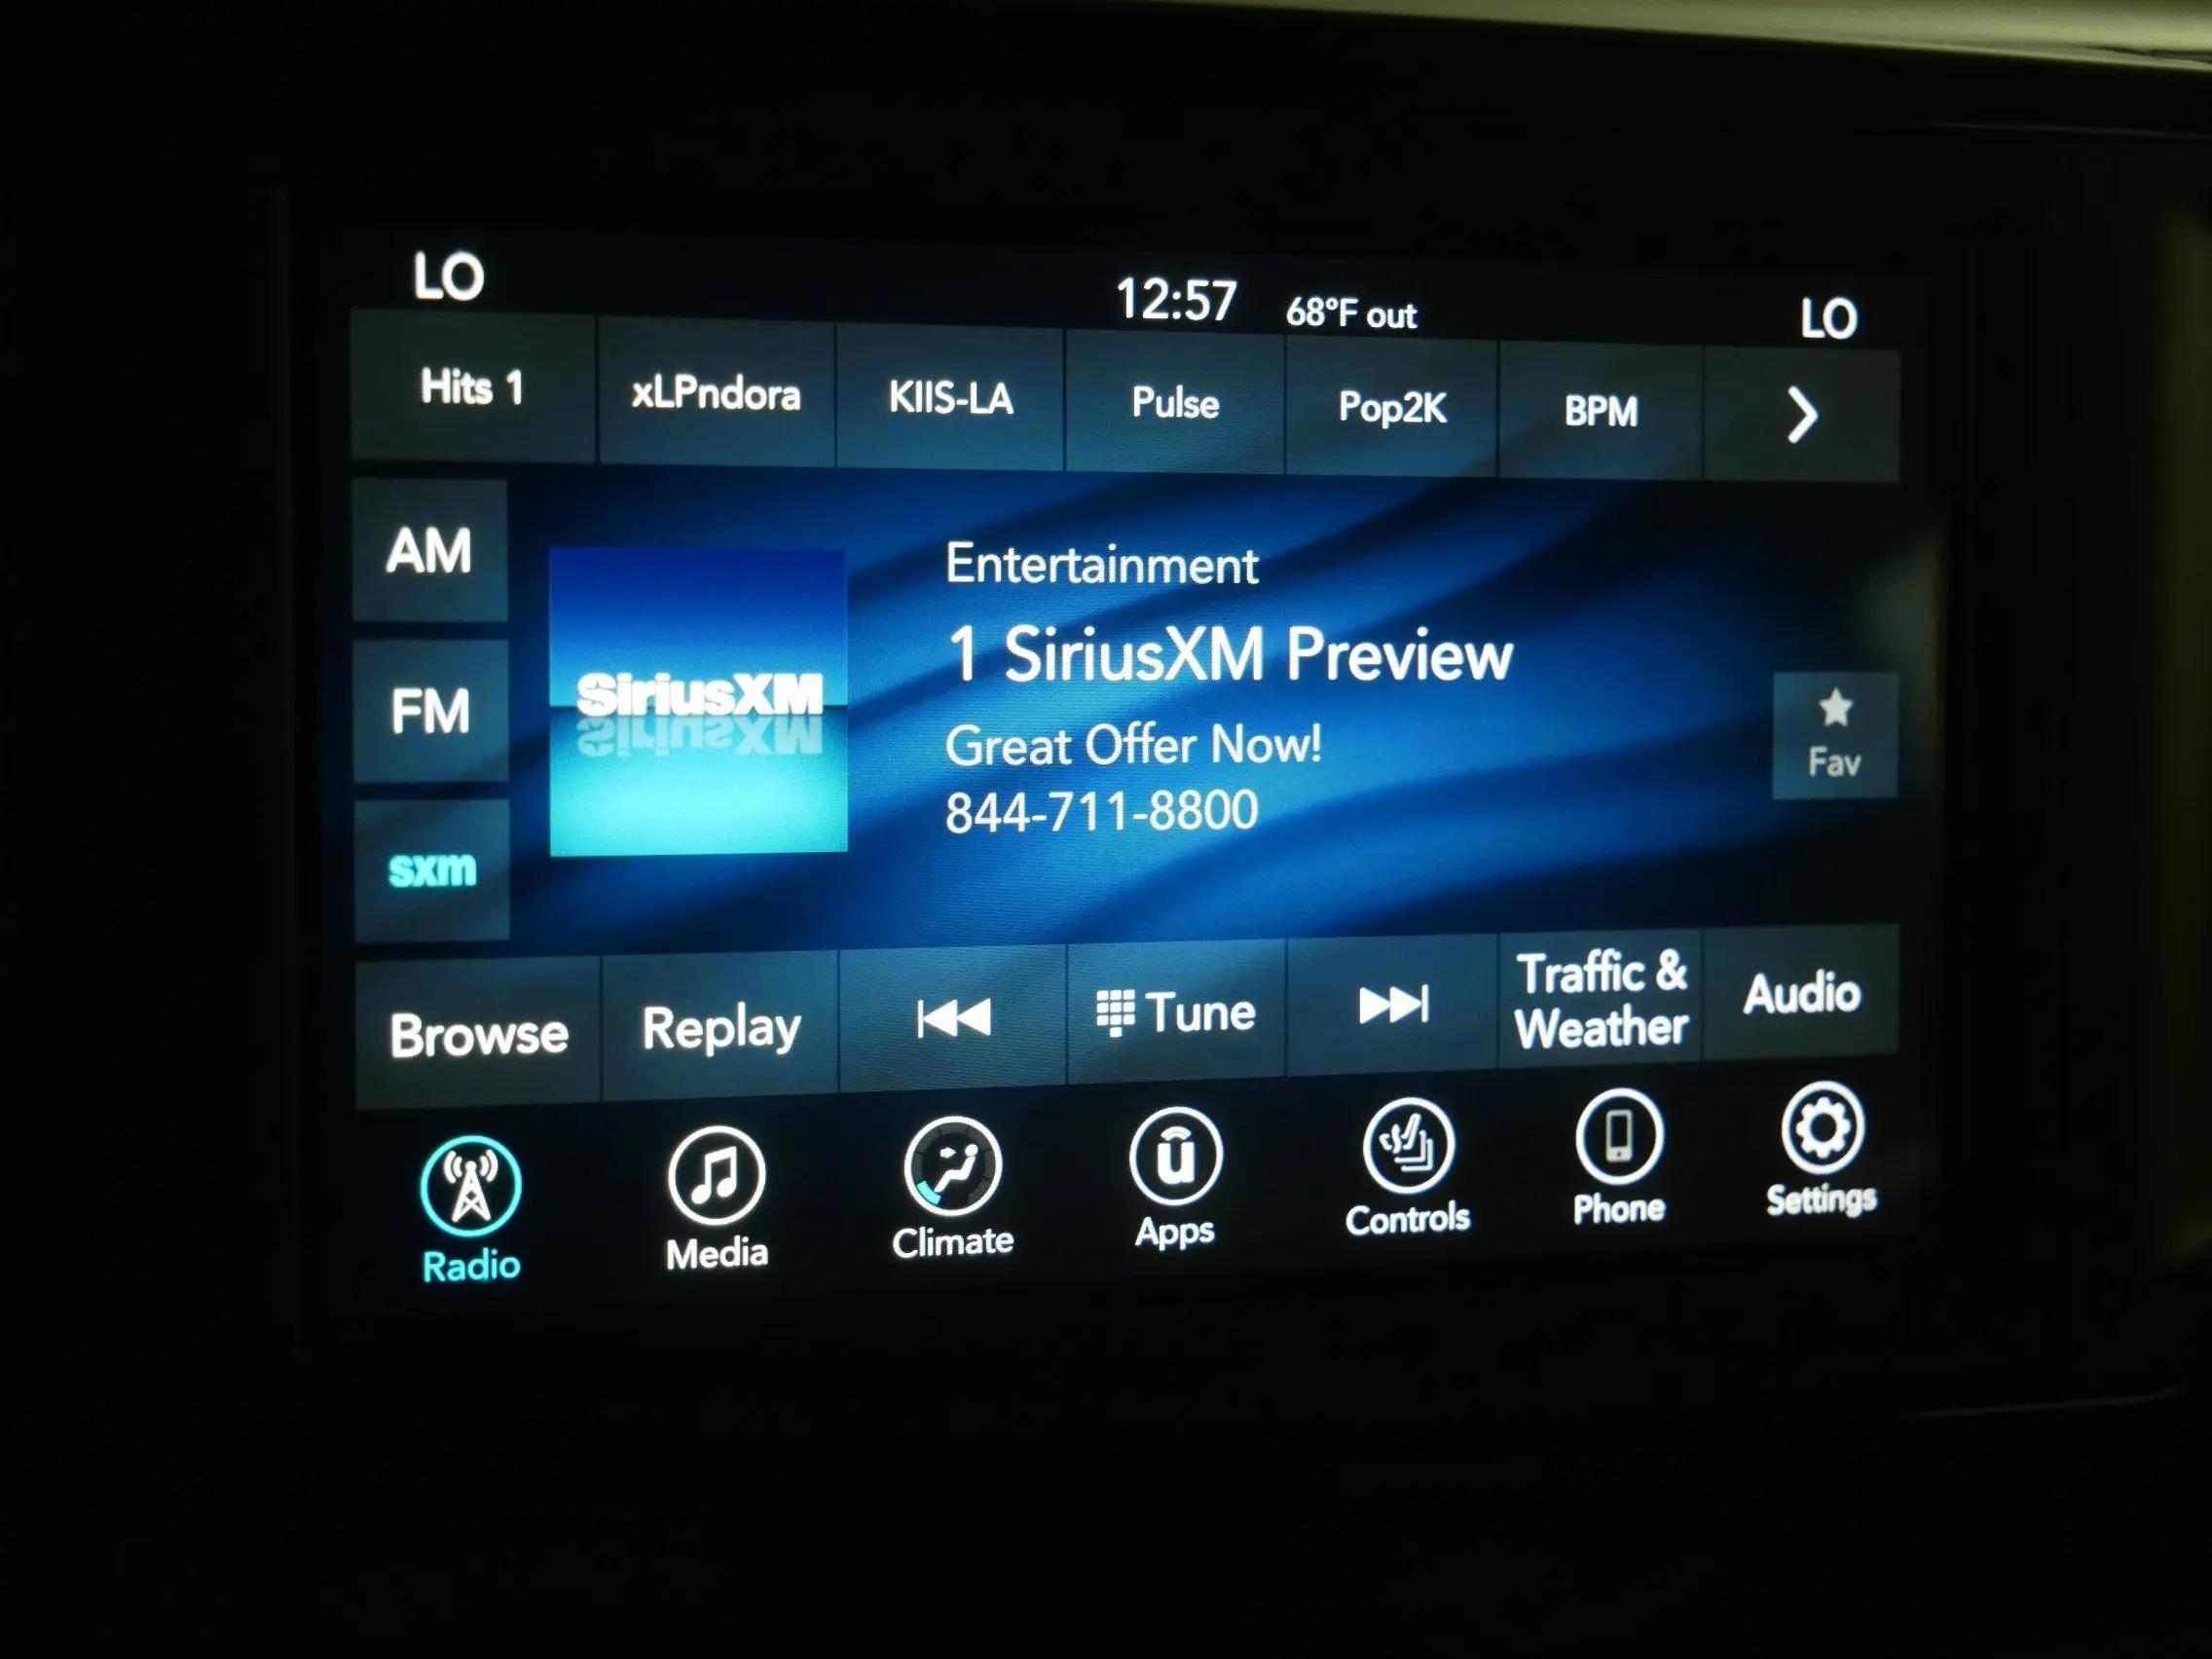 LO 12:57 68°F out LO
Hits 1 xLPndora KIIS-LA Pulse Pop2K BPM
AM
FM
sxm
SiriusXM
Entertainment
1 SiriusXM Preview
Great Offer Now!
844-711-8800
Fav
Browse Replay Tune Traffic & Weather Audio
u
Radio Media Climate Apps Controls Phone Settings